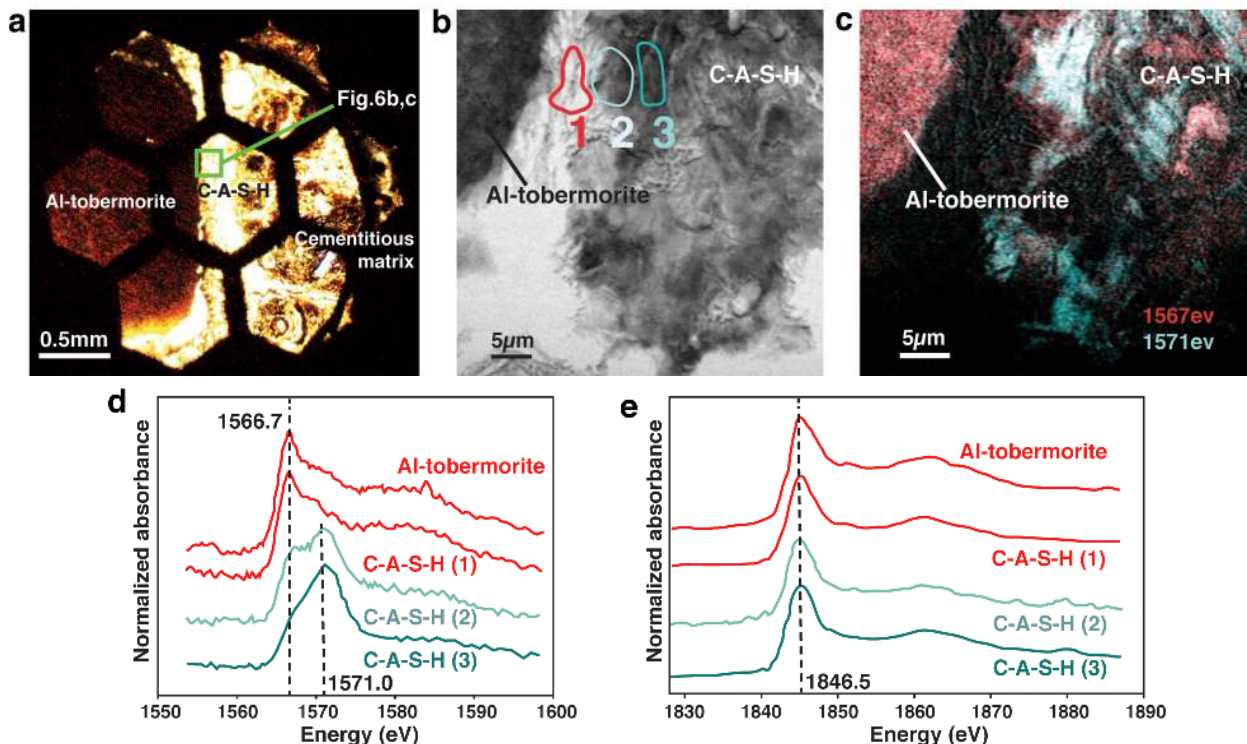 a
Fig.6b,c
C-A-S-H
Al-tobermorite
Cementitious
matrix
0.5mm
b
C-A-S-H
1 2 3
Al-tobermorite
5µm
c
C-A-S-H
Al-tobermorite
1567ev
1571ev
5µm
d
1566.7
Al-tobermorite
C-A-S-H (1)
C-A-S-H (2)
C-A-S-H (3)
1571.0
Normalized absorbance
1550 1560 1570 1580 1590 1600
Energy (eV)
e
Al-tobermorite
C-A-S-H (1)
C-A-S-H (2)
C-A-S-H (3)
1846.5
Normalized absorbance
1830 1840 1850 1860 1870 1880 1890
Energy (eV)